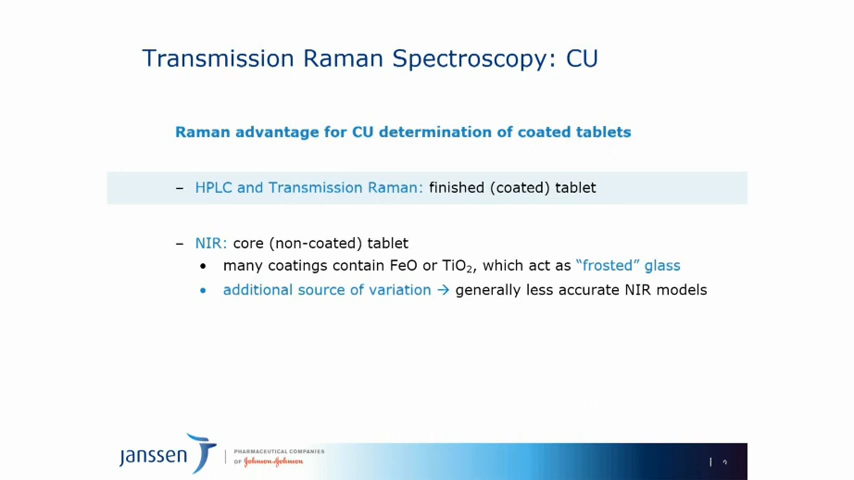 Transmission Raman Spectroscopy: CU
Raman advantage for CU determination of coated tablets
– HPLC and Transmission Raman: finished (coated) tablet
– NIR: core (non-coated) tablet
• many coatings contain FeO or TiO₂, which act as “frosted” glass
• additional source of variation → generally less accurate NIR models
janssen | PHARMACEUTICAL COMPANIES
OF Johnson & Johnson